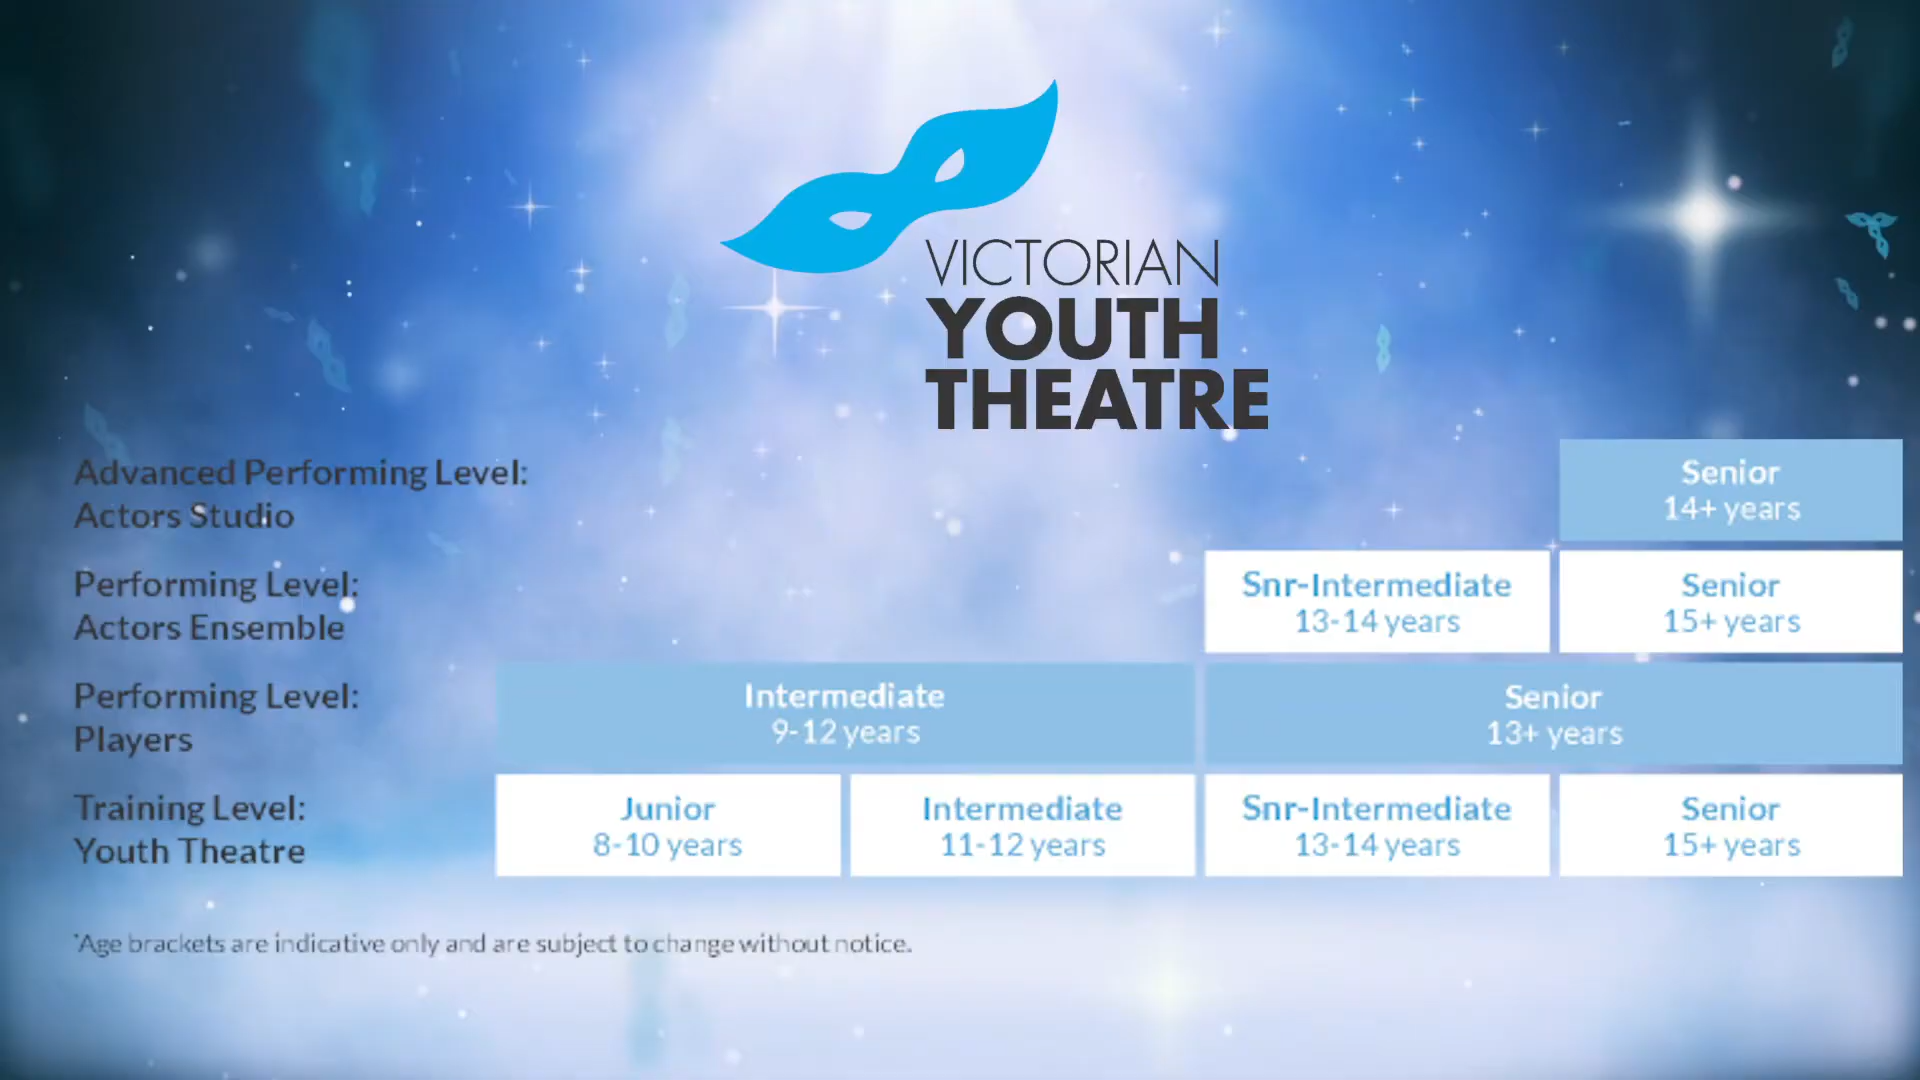 VICTORIAN
YOUTH
THEATRE
Advanced Performing Level:
Actors Studio
Senior
14+ years
Performing Level:
Actors Ensemble
Snr-Intermediate
13-14 years
Senior
15+ years
Performing Level:
Players
Intermediate
9-12 years
Senior
13+ years
Training Level:
Youth Theatre
Junior
8-10 years
Intermediate
11-12 years
Snr-Intermediate
13-14 years
Senior
15+ years
*Age brackets are indicative only and are subject to change without notice.